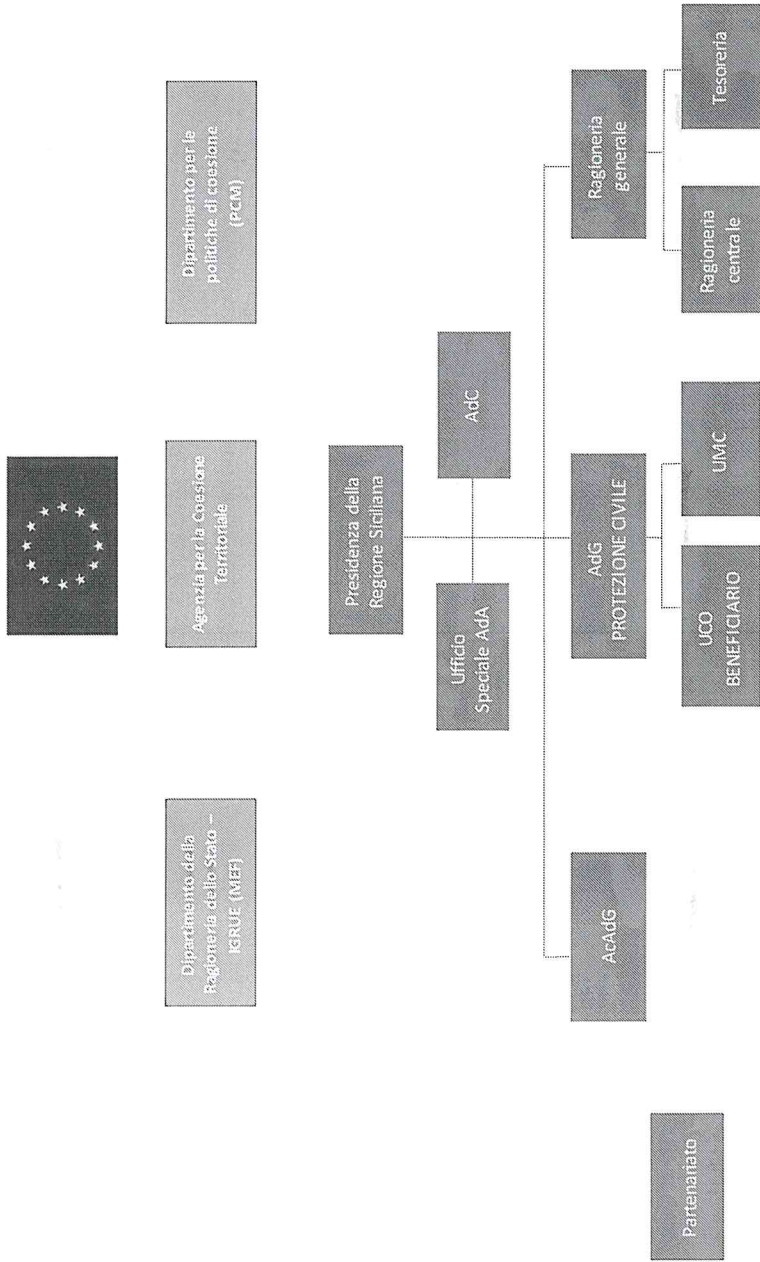 Dipartimento della
Ragioneria dello Stato –
IGRUE (MEF)
Agenzia per la Coesione
Territoriale
Dipartimento per le
politiche di coesione
(PCM)
Presidenza della
Regione Siciliana
Ufficio
Speciale AdA
AdC
AcAdG
AdG
PROTEZIONE CIVILE
Ragioneria
generale
Partenariato
UCO
BENEFICIARIO
UMC
Ragioneria
centrale
Tesoreria